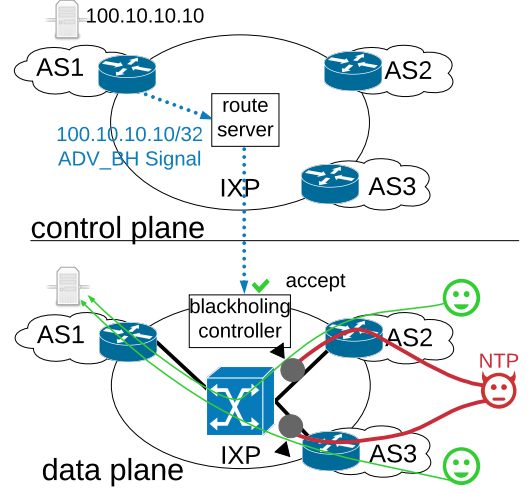 100.10.10.10
AS1
AS2
route
server
100.10.10.10/32
ADV_BH Signal
IXP
AS3
control plane
accept
blackholing
controller
AS1
AS2
NTP
IXP
AS3
data plane